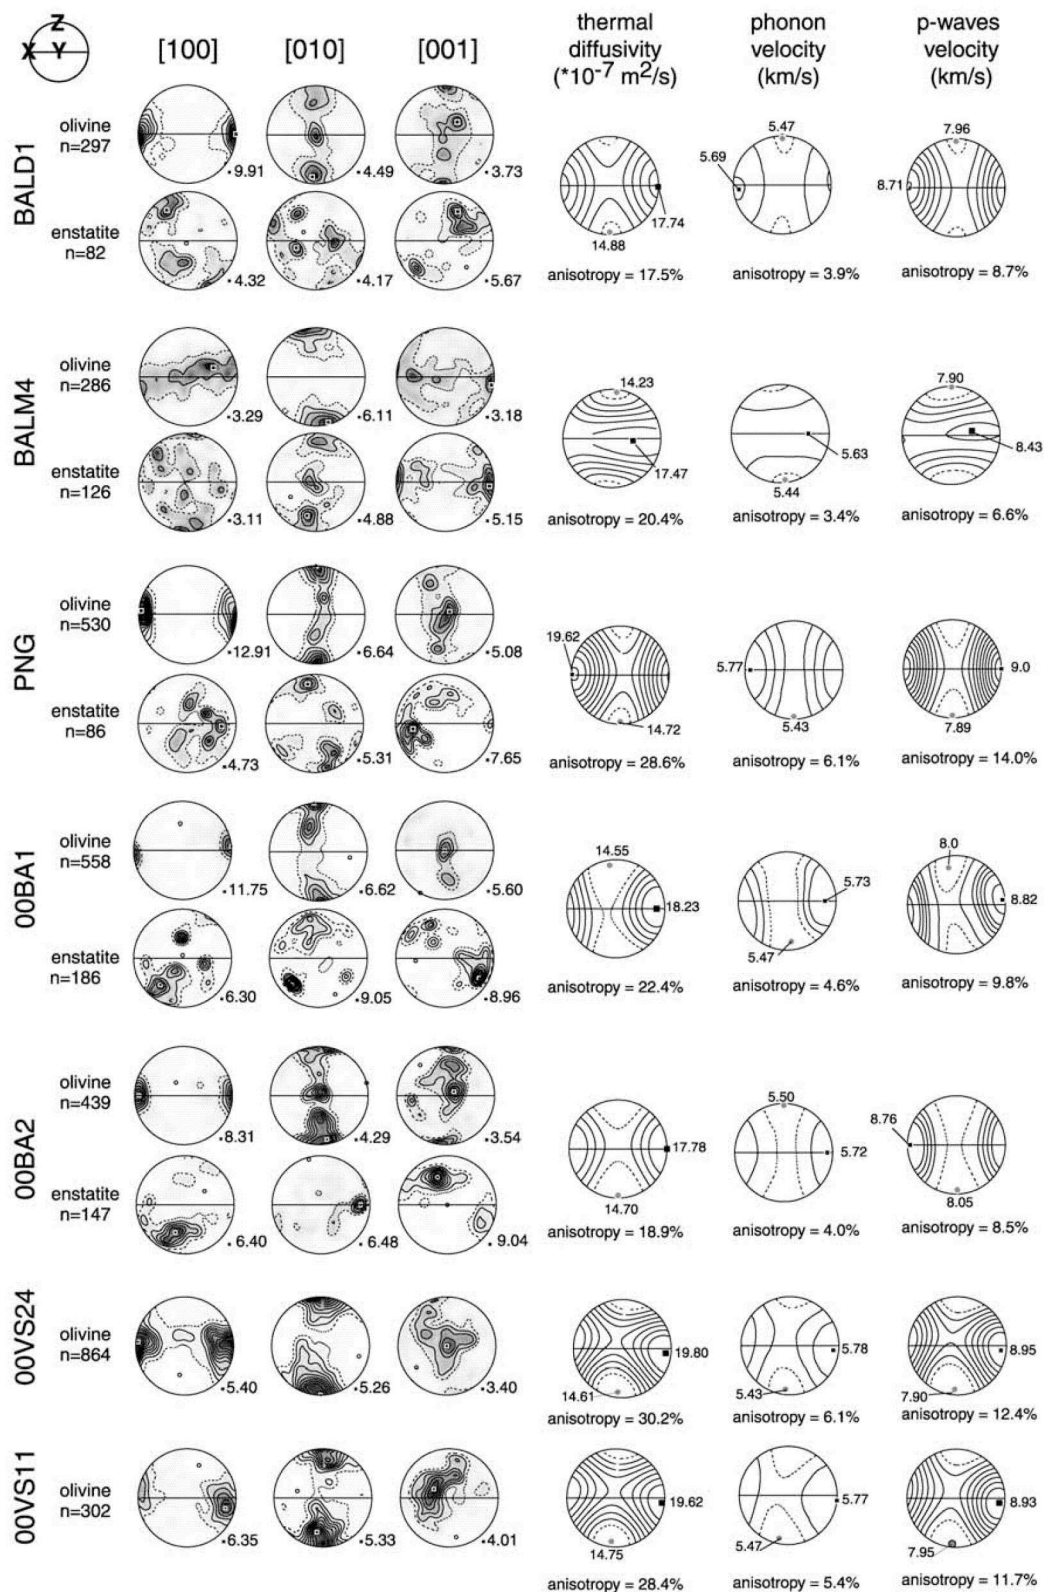 Z
X Y
[100] [010] [001]
thermal
diffusivity
(*10-7 m2/s)
phonon
velocity
(km/s)
p-waves
velocity
(km/s)
BALD1
olivine
n=297
9.91 4.49 3.73
enstatite
n=82
4.32 4.17 5.67
17.74
14.88
anisotropy = 17.5%
5.47
5.69
anisotropy = 3.9%
7.96
8.71
anisotropy = 8.7%
BALM4
olivine
n=286
3.29 6.11 3.18
enstatite
n=126
3.11 4.88 5.15
14.23
17.47
anisotropy = 20.4%
5.63
5.44
anisotropy = 3.4%
7.90
8.43
anisotropy = 6.6%
PNG
olivine
n=530
12.91 6.64 5.08
enstatite
n=86
4.73 5.31 7.65
19.62
14.72
anisotropy = 28.6%
5.77
5.43
anisotropy = 6.1%
9.0
7.89
anisotropy = 14.0%
00BA1
olivine
n=558
11.75 6.62 5.60
enstatite
n=186
6.30 9.05 8.96
14.55
18.23
anisotropy = 22.4%
5.73
5.47
anisotropy = 4.6%
8.0
8.82
anisotropy = 9.8%
00BA2
olivine
n=439
8.31 4.29 3.54
enstatite
n=147
6.40 6.48 9.04
17.78
14.70
anisotropy = 18.9%
5.50
5.72
anisotropy = 4.0%
8.76
8.05
anisotropy = 8.5%
00VS24
olivine
n=864
5.40 5.26 3.40
19.80
14.61
anisotropy = 30.2%
5.78
5.43
anisotropy = 6.1%
8.95
7.90
anisotropy = 12.4%
00VS11
olivine
n=302
6.35 5.33 4.01
19.62
14.75
anisotropy = 28.4%
5.77
5.47
anisotropy = 5.4%
8.93
7.95
anisotropy = 11.7%